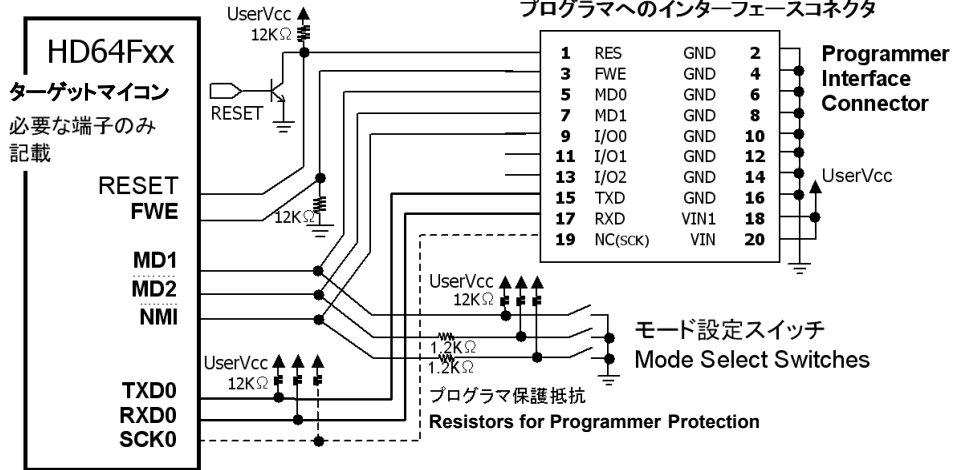 プログラマへのインターフェースコネクタ
UserVcc
12KΩ
HD64Fxx
ターゲットマイコン
必要な端子のみ
記載
RESET
RESET
FWE
12KΩ
MD1
MD2
NMI
UserVcc
12KΩ
TXD0
RXD0
SCK0
1 RES GND 2
3 FWE GND 4
5 MD0 GND 6
7 MD1 GND 8
9 I/O0 GND 10
11 I/O1 GND 12
13 I/O2 GND 14
15 TXD GND 16
17 RXD VIN1 18
19 NC(SCK) VIN 20
Programmer
Interface
Connector
UserVcc
UserVcc
12KΩ
1.2KΩ
1.2KΩ
モード設定スイッチ
Mode Select Switches
プログラマ保護抵抗
Resistors for Programmer Protection